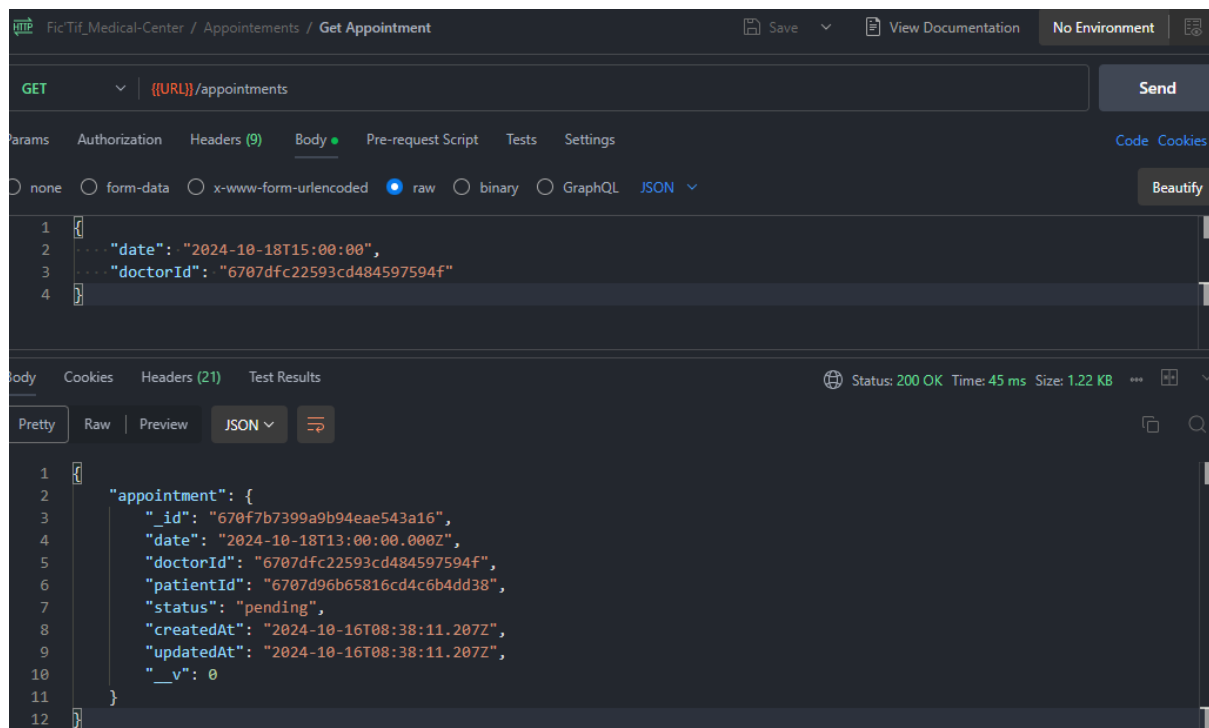 HTTP Fic'Tif_Medical-Center / Appointements / Get Appointment Save View Documentation No Environment
GET {{URL}}/appointments Send
Params Authorization Headers (9) Body Pre-request Script Tests Settings Code Cookies
none form-data x-www-form-urlencoded raw binary GraphQL JSON Beautify
1 {
2 "date": "2024-10-18T15:00:00",
3 "doctorId": "6707dfc22593cd484597594f"
4 }
Body Cookies Headers (21) Test Results Status: 200 OK Time: 45 ms Size: 1.22 KB
Pretty Raw Preview JSON
1 {
2 "appointment": {
3 "_id": "670f7b7399a9b94eae543a16",
4 "date": "2024-10-18T13:00:00.000Z",
5 "doctorId": "6707dfc22593cd484597594f",
6 "patientId": "6707d96b65816cd4c6b4dd38",
7 "status": "pending",
8 "createdAt": "2024-10-16T08:38:11.207Z",
9 "updatedAt": "2024-10-16T08:38:11.207Z",
10 "__v": 0
11 }
12 }